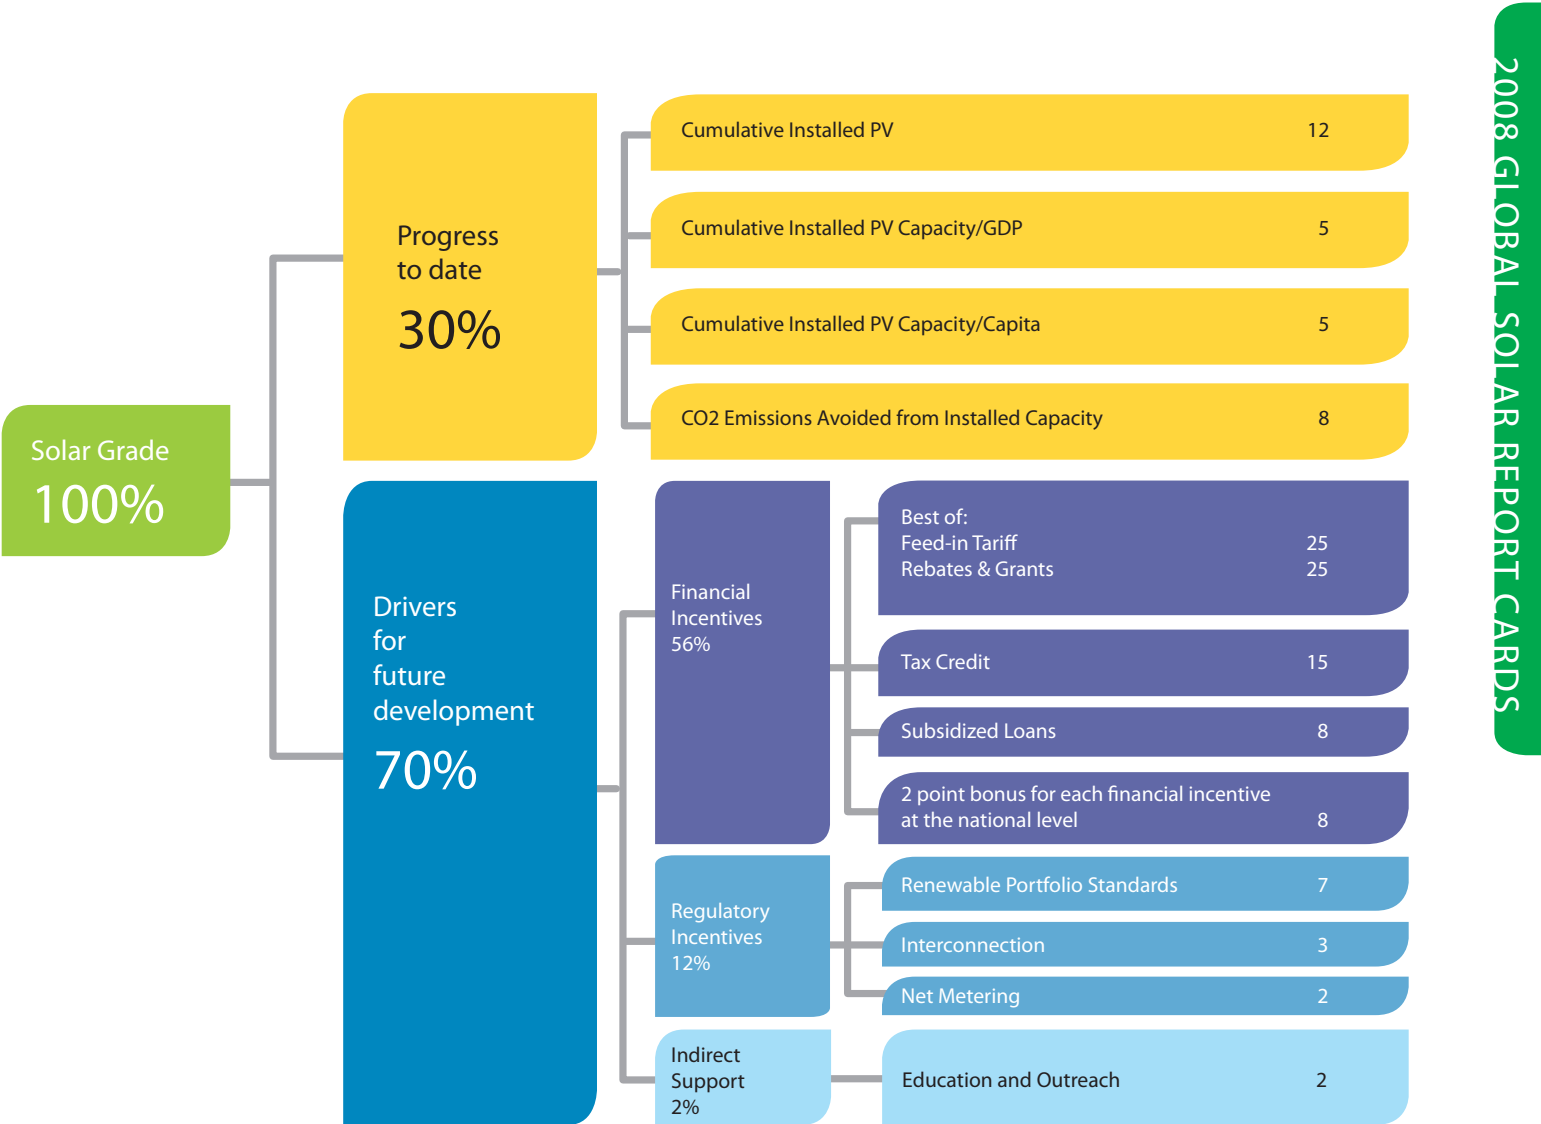 Solar Grade
100%
Progress
to date
30%
Cumulative Installed PV 12
Cumulative Installed PV Capacity/GDP 5
Cumulative Installed PV Capacity/Capita 5
CO2 Emissions Avoided from Installed Capacity 8
Drivers
for
future
development
70%
Financial
Incentives
56%
Best of:
Feed-in Tariff 25
Rebates & Grants 25
Tax Credit 15
Subsidized Loans 8
2 point bonus for each financial incentive
at the national level 8
Regulatory
Incentives
12%
Renewable Portfolio Standards 7
Interconnection 3
Net Metering 2
Indirect
Support
2%
Education and Outreach 2
2008 GLOBAL SOLAR REPORT CARDS